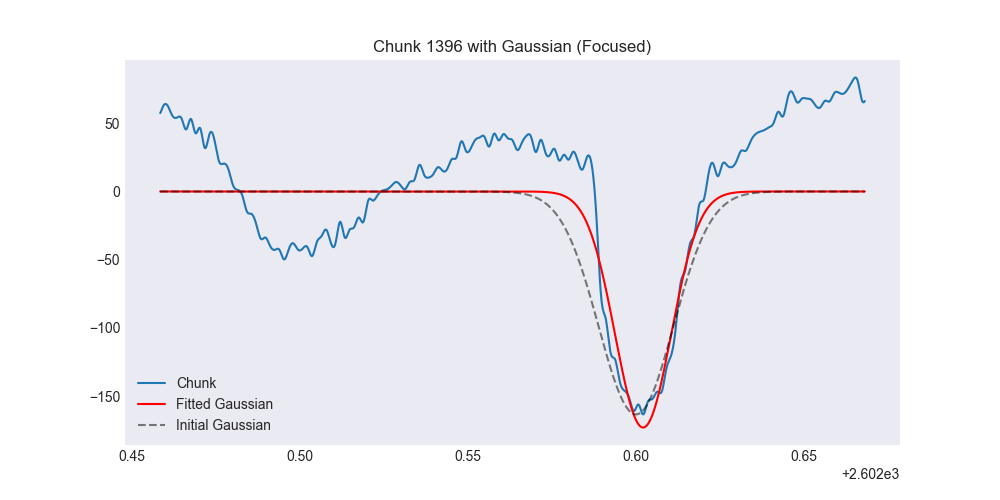 Chunk 1396 with Gaussian (Focused)
50
0
−50
−100
−150
Chunk
Fitted Gaussian
Initial Gaussian
0.45 0.50 0.55 0.60 0.65
+2.602e3